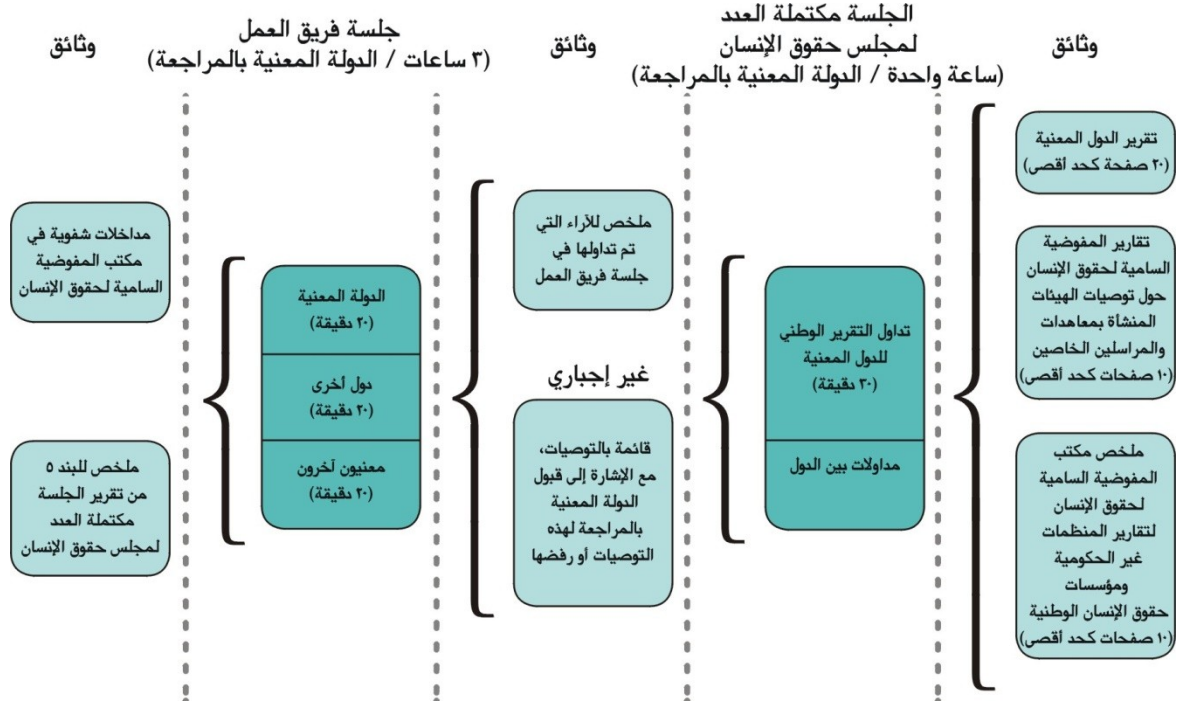 وثائق
تقرير الدول المعنية
(٢٠ صفحة كحد أقصى)
تقارير المفوضية
السامية لحقوق الإنسان
حول توصيات الهيئات
المنشأة بمعاهدات
والمراسلين الخاصين
(١٠ صفحات كحد أقصى)
ملخص مكتب
المفوضية السامية
لحقوق الإنسان
لتقارير المنظمات
غير الحكومية
ومؤسسات
حقوق الإنسان الوطنية
(١٠ صفحات كحد أقصى)
الجلسة مكتملة العدد
لمجلس حقوق الإنسان
(ساعة واحدة / الدولة المعنية بالمراجعة)
تداول التقرير الوطني
للدول المعنية
(٣٠ دقيقة)
مداولات بين الدول
وثائق
ملخص للآراء التي
تم تداولها في
جلسة فريق العمل
غير إجباري
قائمة بالتوصيات،
مع الإشارة إلى قبول
الدولة المعنية
بالمراجعة لهذه
التوصيات أو رفضها
جلسة فريق العمل
(٣ ساعات / الدولة المعنية بالمراجعة)
الدولة المعنية
(٢٠ دقيقة)
دول أخرى
(٢٠ دقيقة)
معنيون آخرون
(٢٠ دقيقة)
وثائق
مداخلات شفوية في
مكتب المفوضية
السامية لحقوق الإنسان
ملخص للبند ٥
من تقرير الجلسة
مكتملة العدد
لمجلس حقوق الإنسان